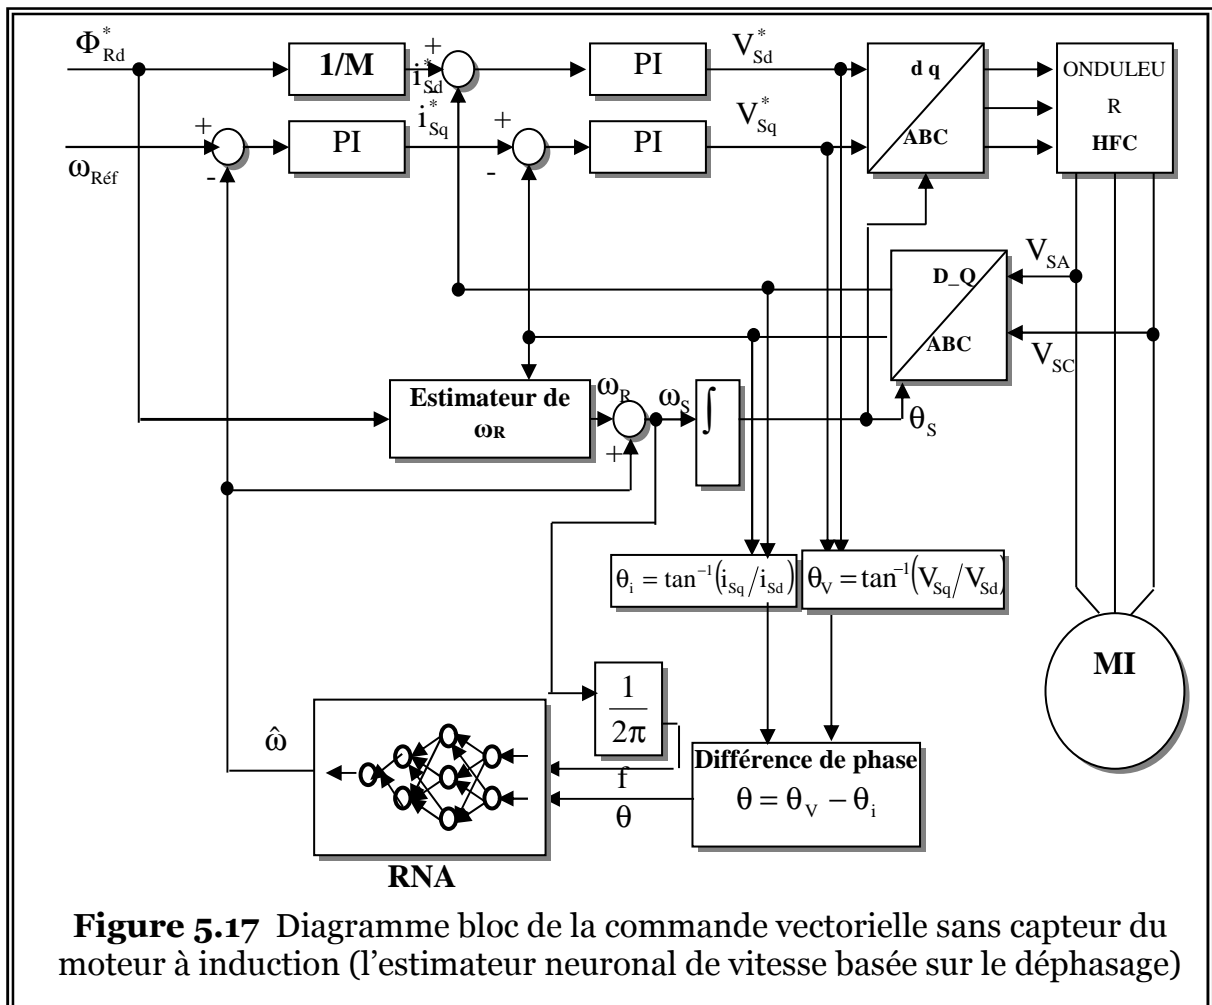 Φ*Rd
1/M
+
i*Sd
-
PI
V*Sd
d q
ABC
ONDULEU
R
HFC
ωRéf
+
-
PI
i*Sq
+
-
PI
V*Sq
D_Q
ABC
VSA
VSC
Estimateur de
ωR
ωR
+
ωS
∫
θS
θi = tan⁻¹(iSq/iSd)
θV = tan⁻¹(VSq/VSd)
MI
1
2π
ω̂
f
θ
Différence de phase
θ = θV − θi
RNA
Figure 5.17 Diagramme bloc de la commande vectorielle sans capteur du
moteur à induction (l'estimateur neuronal de vitesse basée sur le déphasage)